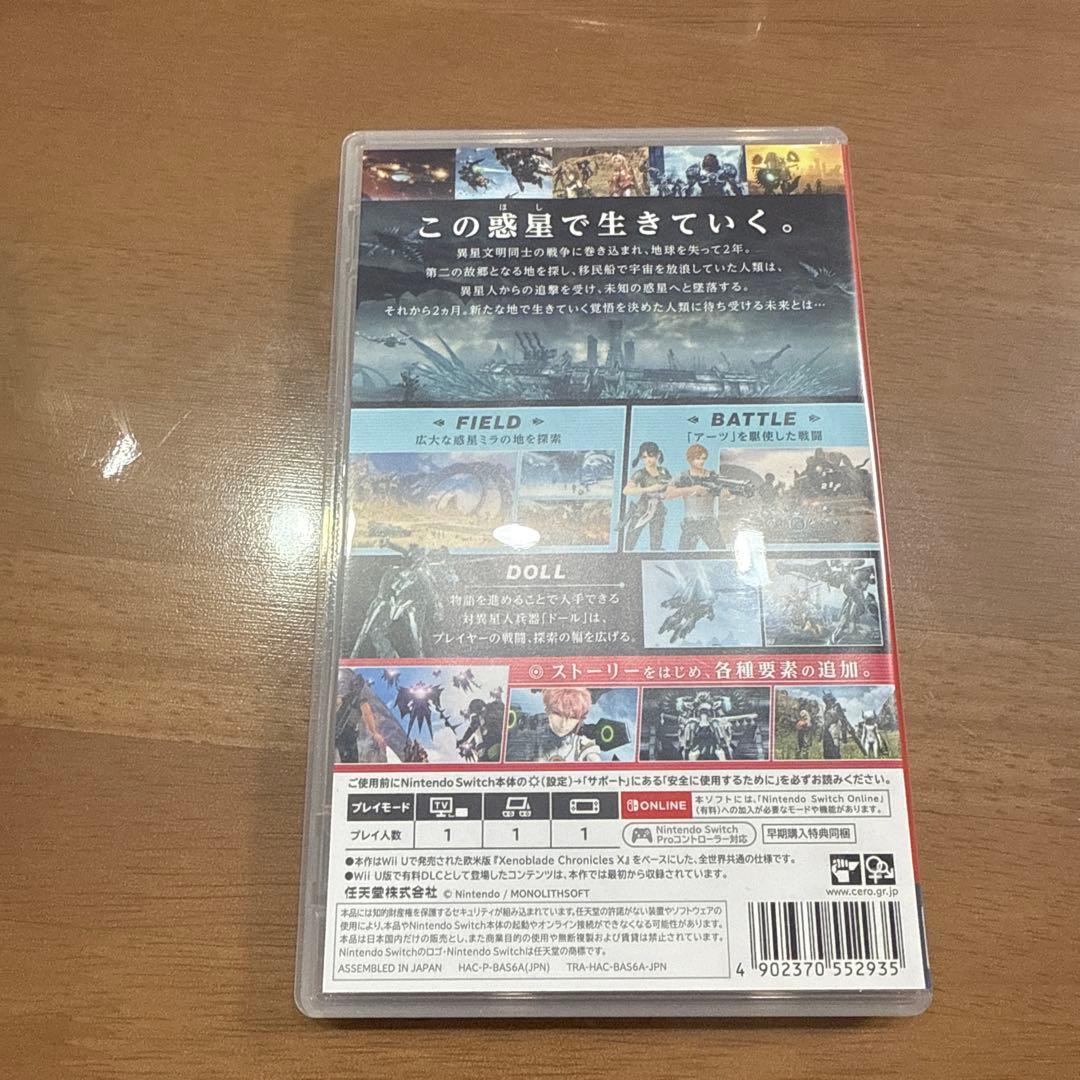 この惑星で生きていく。
ほし
異星文明同士の戦争に巻き込まれ、地球を失って2年。
第二の故郷となる地を探し、移民船で宇宙を放浪していた人類は、
異星人からの追撃を受け、未知の惑星へと墜落する。
それから2ヵ月。新たな地で生きていく覚悟を決めた人類に待ち受ける未来とは…
FIELD
広大な惑星ミラの地を探索
BATTLE
「アーツ」を駆使した戦闘
DOLL
物語を進めることで入手できる
対異星人兵器「ドール」は、
プレイヤーの戦闘、探索の幅を広げる。
ストーリーをはじめ、各種要素の追加。
ご使用前にNintendo Switch本体の(設定)→「サポート」にある「安全に使用するために」を必ずお読みください。
プレイモード TV
プレイ人数 1 1 1
ONLINE
本ソフトには、「Nintendo Switch Online」
(有料)への加入が必要なモードや機能があります。
Nintendo Switch
Proコントローラー対応
早期購入特典同梱
●本作はWii Uで発売された欧米版『Xenoblade Chronicles X』をベースにした、全世界共通の仕様です。
●Wii U版で有料DLCとして登場したコンテンツは、本作では最初から収録されています。
任天堂株式会社 © Nintendo / MONOLITHSOFT
www.cero.gr.jp
本品には知的財産権を保護するセキュリティが組み込まれています。任天堂の許諾がない装置やソフトウェアの
使用により、本品やNintendo Switch本体の起動やオンライン接続ができなくなる可能性があります。
本品は日本国内だけの販売とし、また商業目的の使用や無断複製および賃貸は禁止されています。
Nintendo Switchのロゴ・Nintendo Switchは任天堂の商標です。
ASSEMBLED IN JAPAN HAC-P-BAS6A(JPN) TRA-HAC-BAS6A-JPN
4 902370 552935